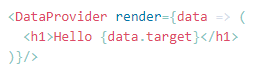 <DataProvider render={data => (
  <h1>Hello {data.target}</h1>
)}/>